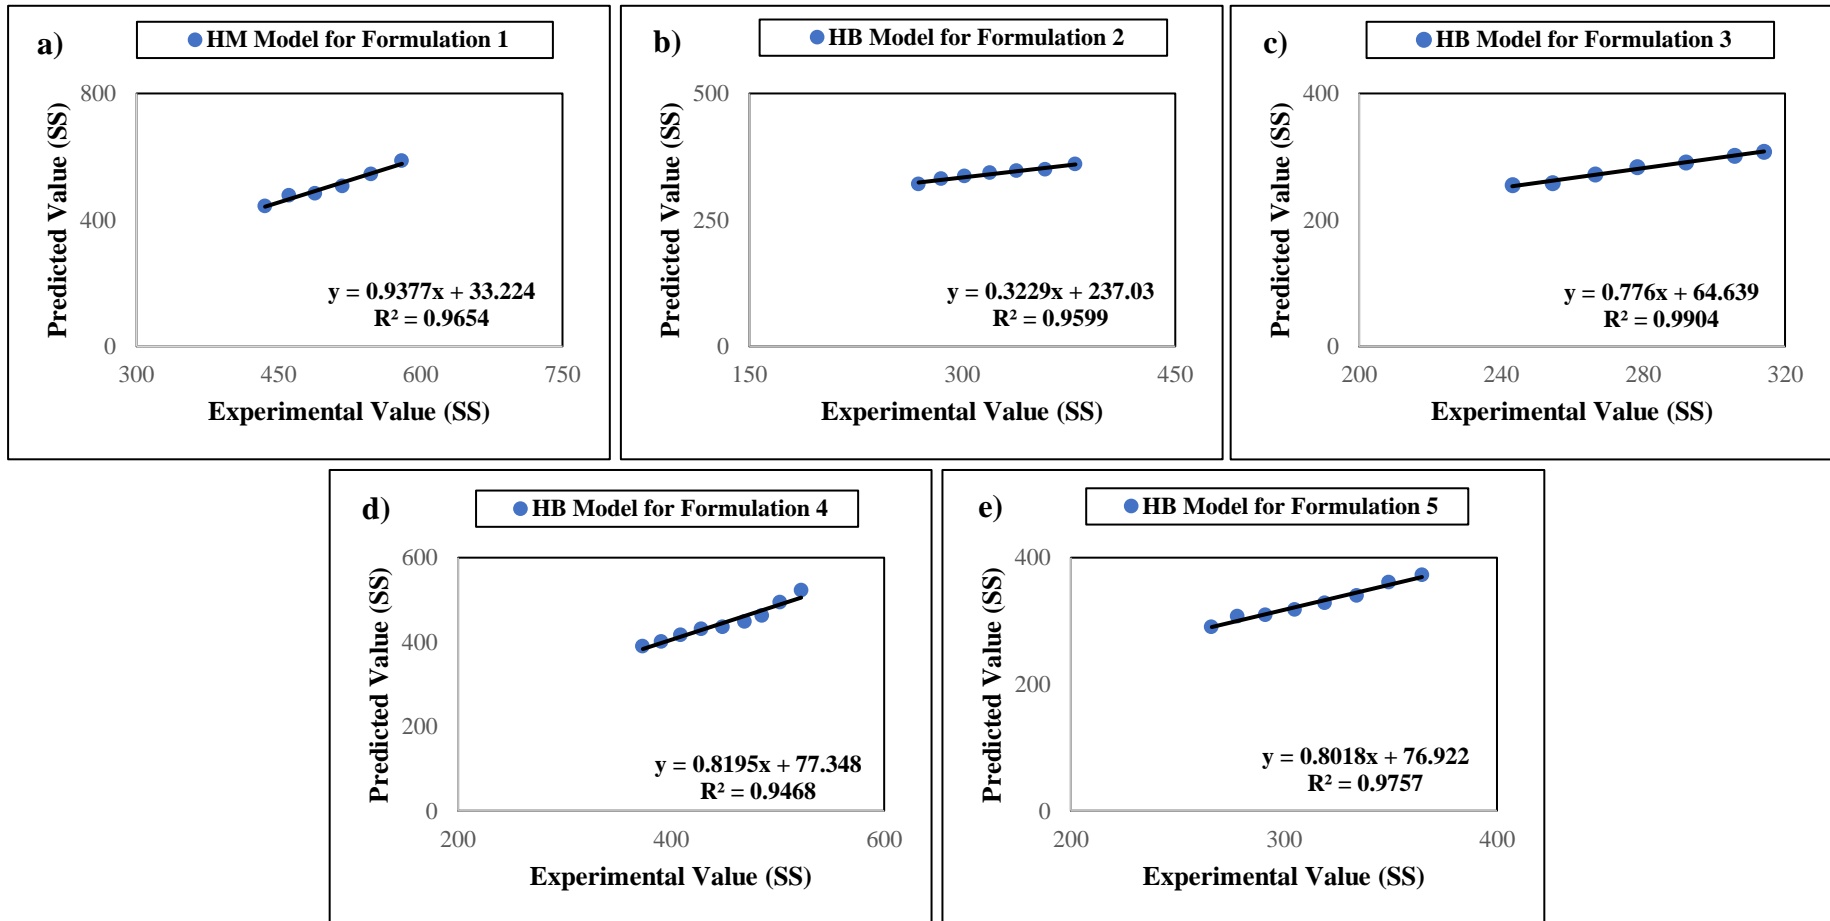 a)
HM Model for Formulation 1
Predicted Value (SS)
800
400
0
300 450 600 750
Experimental Value (SS)
y = 0.9377x + 33.224
R² = 0.9654
b)
HB Model for Formulation 2
Predicted Value (SS)
500
250
0
150 300 450
Experimental Value (SS)
y = 0.3229x + 237.03
R² = 0.9599
c)
HB Model for Formulation 3
Predicted Value (SS)
400
200
0
200 240 280 320
Experimental Value (SS)
y = 0.776x + 64.639
R² = 0.9904
d)
HB Model for Formulation 4
Predicted Value (SS)
600
400
200
0
200 400 600
Experimental Value (SS)
y = 0.8195x + 77.348
R² = 0.9468
e)
HB Model for Formulation 5
Predicted Value (SS)
400
200
0
200 300 400
Experimental Value (SS)
y = 0.8018x + 76.922
R² = 0.9757